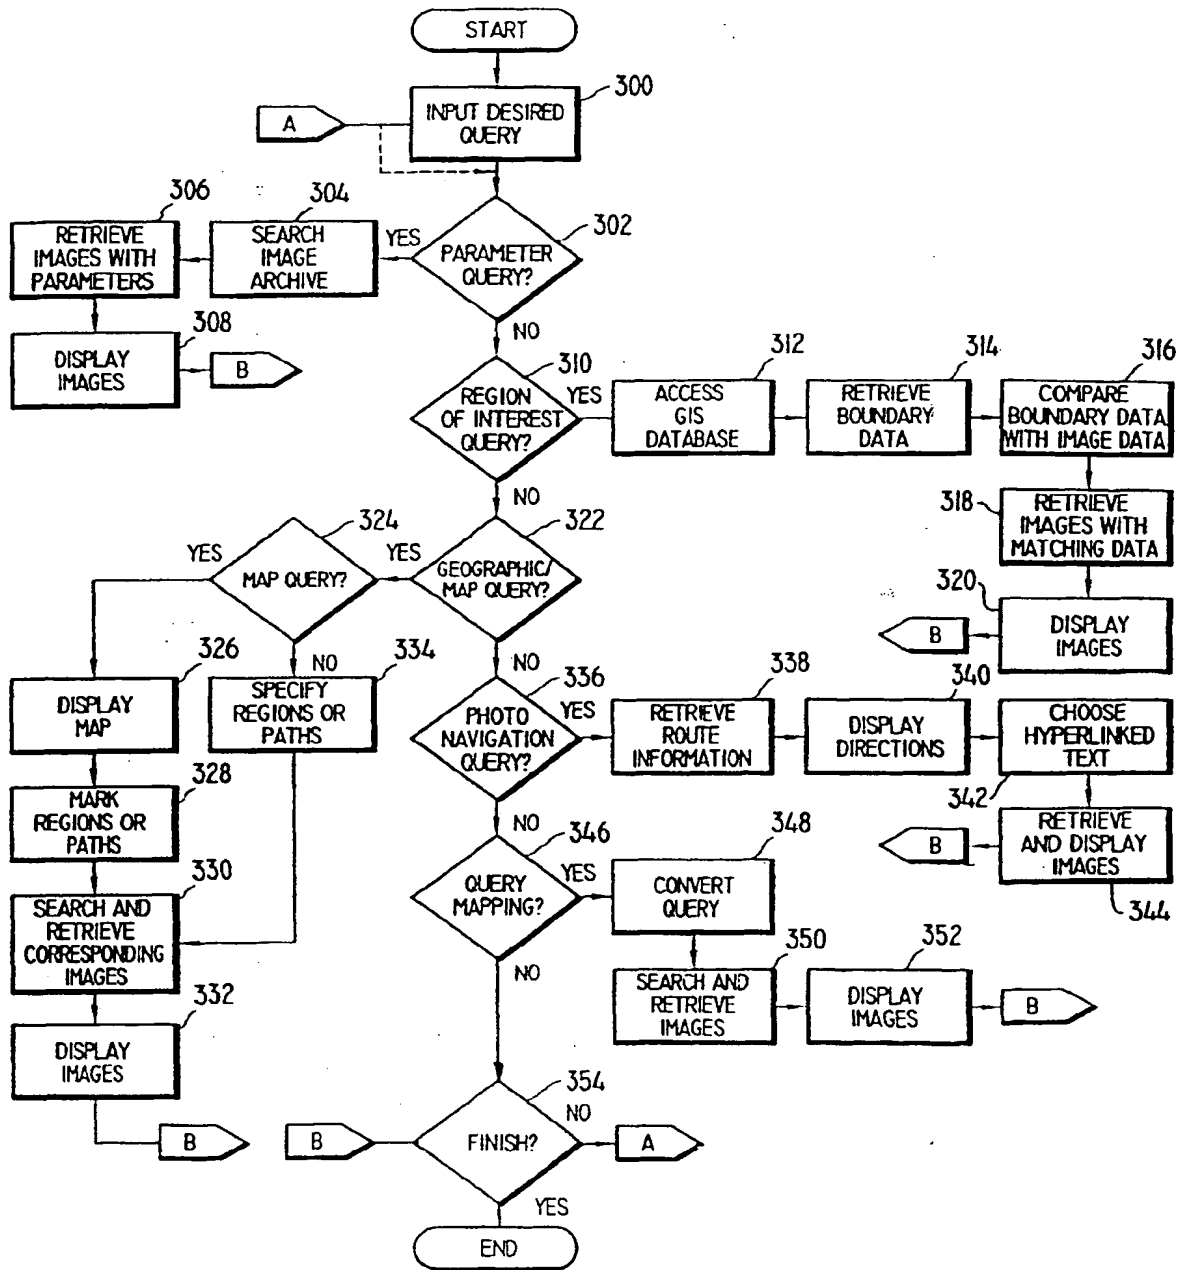 START
300
A
INPUT DESIRED
QUERY
306
304
302
RETRIEVE
IMAGES WITH
PARAMETERS
SEARCH
IMAGE
ARCHIVE
YES
PARAMETER
QUERY?
NO
308
DISPLAY
IMAGES
B
310
REGION
OF INTEREST
QUERY?
YES
312
ACCESS
GIS
DATABASE
314
RETRIEVE
BOUNDARY
DATA
316
COMPARE
BOUNDARY DATA
WITH IMAGE DATA
NO
318
RETRIEVE
IMAGES WITH
MATCHING DATA
324
YES
MAP QUERY?
YES
322
GEOGRAPHIC/
MAP QUERY?
320
B
DISPLAY
IMAGES
NO
NO
326
DISPLAY
MAP
334
SPECIFY
REGIONS OR
PATHS
336
PHOTO
NAVIGATION
QUERY?
YES
338
RETRIEVE
ROUTE
INFORMATION
340
DISPLAY
DIRECTIONS
CHOOSE
HYPERLINKED
TEXT
342
328
MARK
REGIONS OR
PATHS
NO
346
QUERY
MAPPING?
YES
348
CONVERT
QUERY
B
RETRIEVE
AND DISPLAY
IMAGES
344
330
SEARCH AND
RETRIEVE
CORRESPONDING
IMAGES
NO
350
SEARCH AND
RETRIEVE
IMAGES
352
DISPLAY
IMAGES
B
332
DISPLAY
IMAGES
B
354
B
FINISH?
NO
A
YES
END